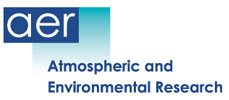 aer
Atmospheric and
Environmental Research